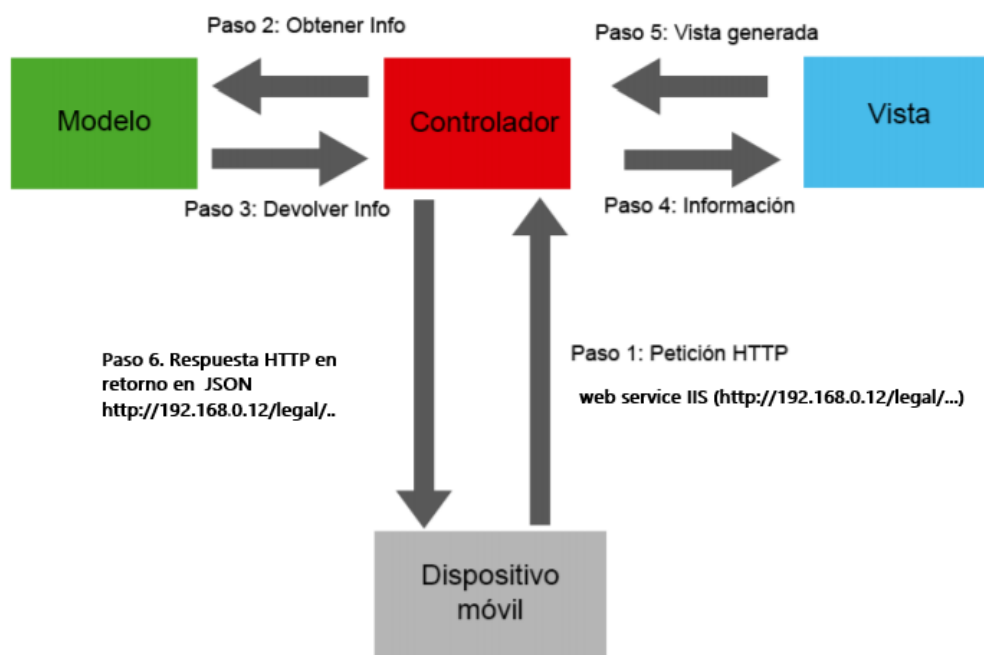 Paso 2: Obtener Info
Paso 5: Vista generada
Modelo
Controlador
Vista
Paso 3: Devolver Info
Paso 4: Información
Paso 6. Respuesta HTTP en
retorno en JSON
http://192.168.0.12/legal/..
Paso 1: Petición HTTP
web service IIS (http://192.168.0.12/legal/...)
Dispositivo
móvil